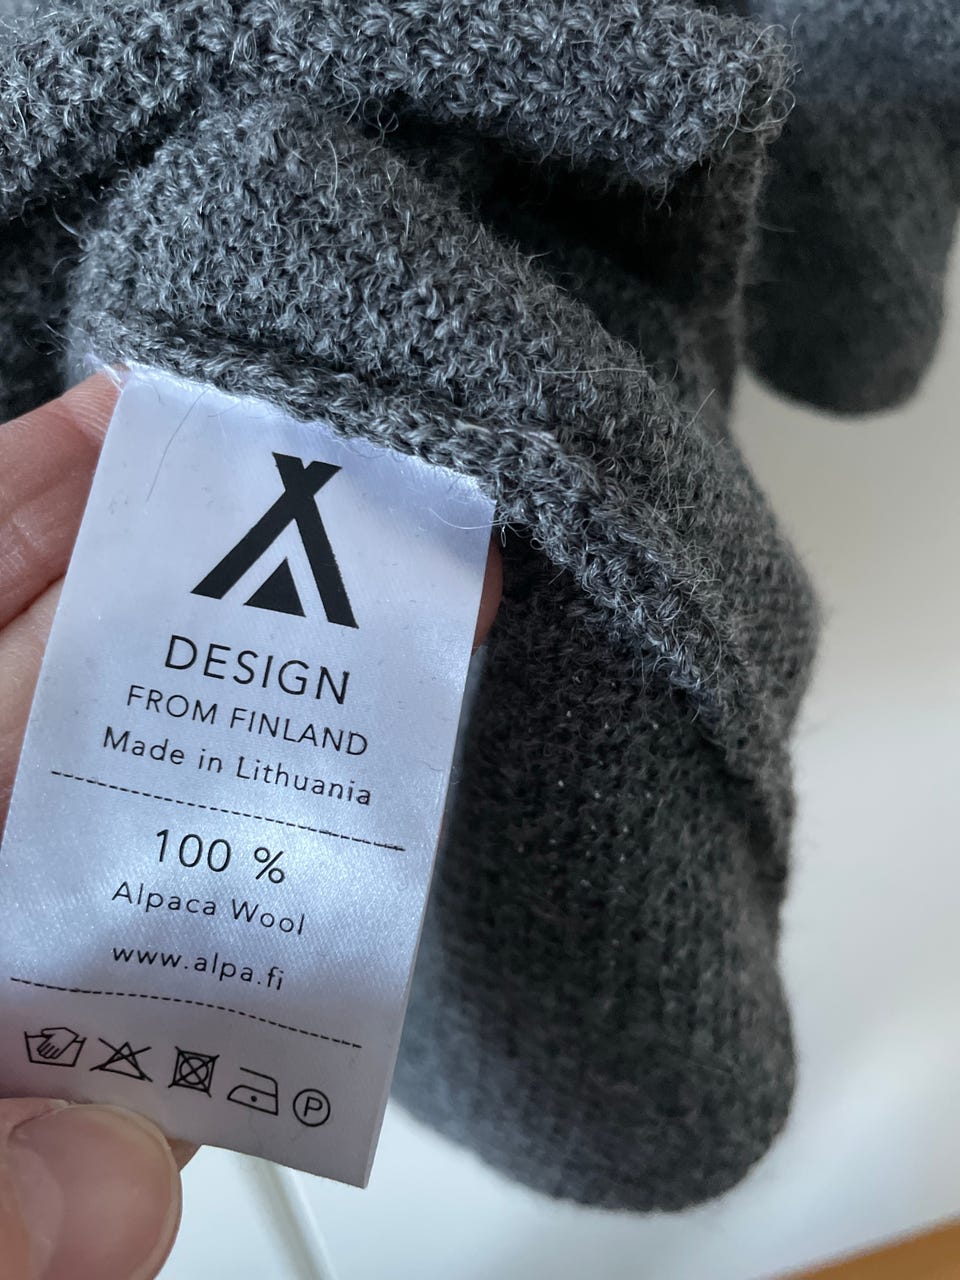 DESIGN
FROM FINLAND
Made in Lithuania
100 %
Alpaca Wool
www.alpa.fi
P